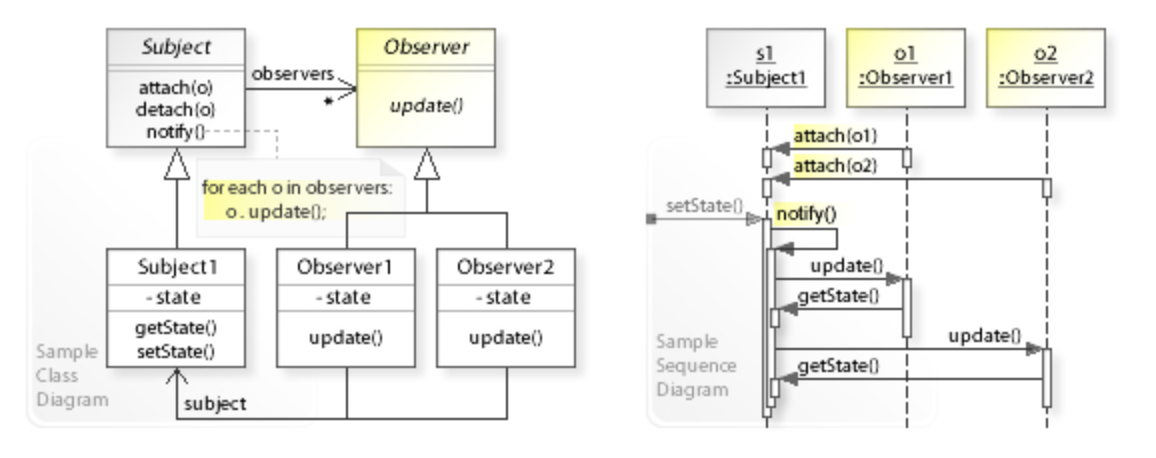 Subject
attach(o)
detach(o)
notify()
observers
*
Observer
update()
for each o in observers:
o . update();
Subject1
- state
getState()
setState()
Observer1
- state
update()
Observer2
- state
update()
subject
Sample
Class
Diagram
s1
:Subject1
o1
:Observer1
o2
:Observer2
attach(o1)
attach(o2)
setState()
notify()
update()
getState()
update()
getState()
Sample
Sequence
Diagram